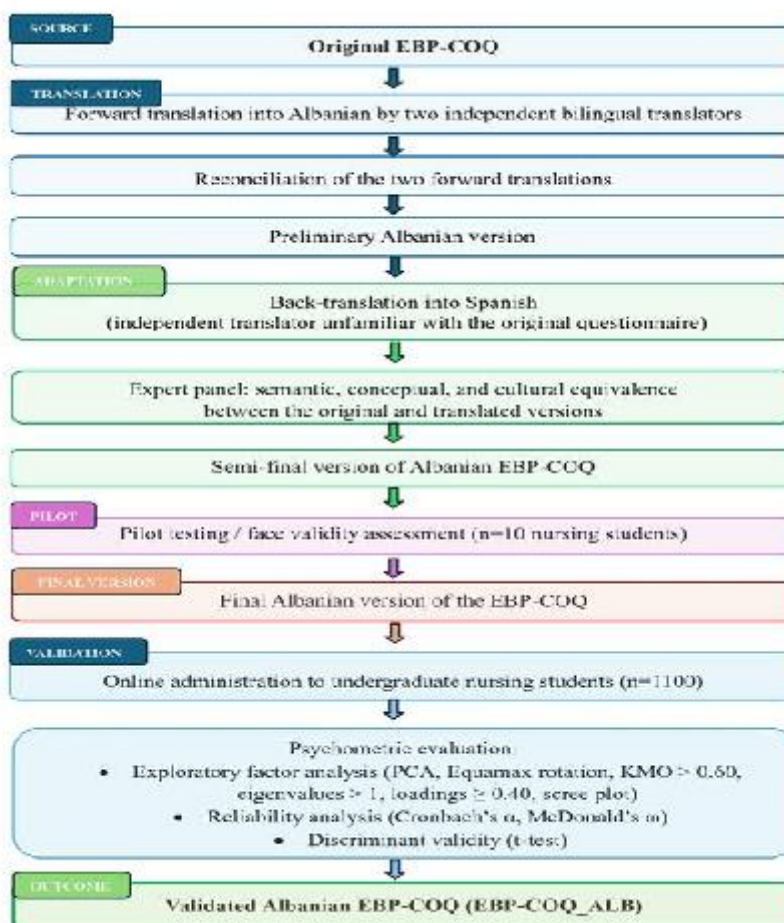 SOURCE
Original EBP-COQ
TRANSLATION
Forward translation into Albanian by two independent bilingual translators
Reconciliation of the two forward translations
Preliminary Albanian version
ADAPTATION
Back-translation into Spanish
(independent translator unfamiliar with the original questionnaire)
Expert panel: semantic, conceptual, and cultural equivalence
between the original and translated versions
Semi-final version of Albanian EBP-COQ
PILOT
Pilot testing / face validity assessment (n=10 nursing students)
FINAL VERSION
Final Albanian version of the EBP-COQ
VALIDATION
Online administration to undergraduate nursing students (n=1100)
Psychometric evaluation
• Exploratory factor analysis (PCA, Equamax rotation, KMO > 0.60,
eigenvalues > 1, loadings ≥ 0.40, scree plot)
• Reliability analysis (Cronbach's α, McDonald's ω)
• Discriminant validity (t-test)
OUTCOME
Validated Albanian EBP-COQ (EBP-COQ_ALB)